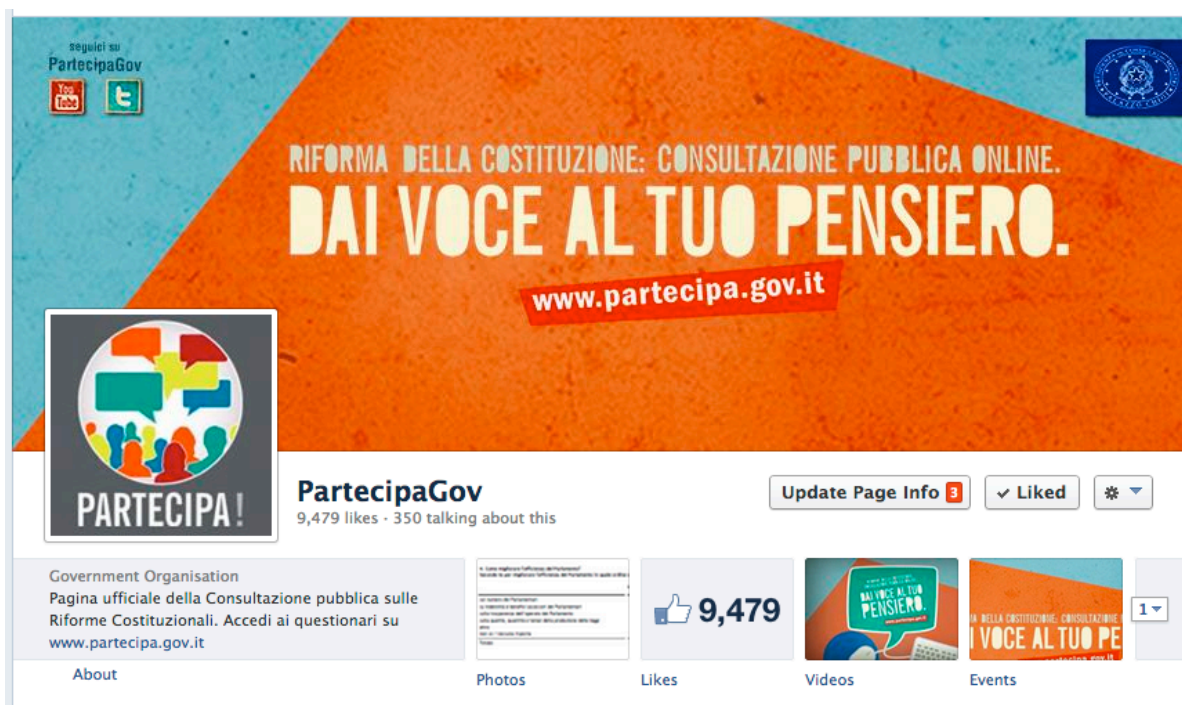 seguici su
PartecipaGov
You
Tube
RIFORMA DELLA COSTITUZIONE: CONSULTAZIONE PUBBLICA ONLINE.
DAI VOCE AL TUO PENSIERO.
www.partecipa.gov.it
PARTECIPA!
PartecipaGov
9,479 likes · 350 talking about this
Update Page Info 3
✓ Liked
Government Organisation
Pagina ufficiale della Consultazione pubblica sulle
Riforme Costituzionali. Accedi ai questionari su
www.partecipa.gov.it
About
Photos
9,479
Likes
DAI VOCE AL TUO
PENSIERO.
Videos
I VOCE AL TUO PE
Events
1